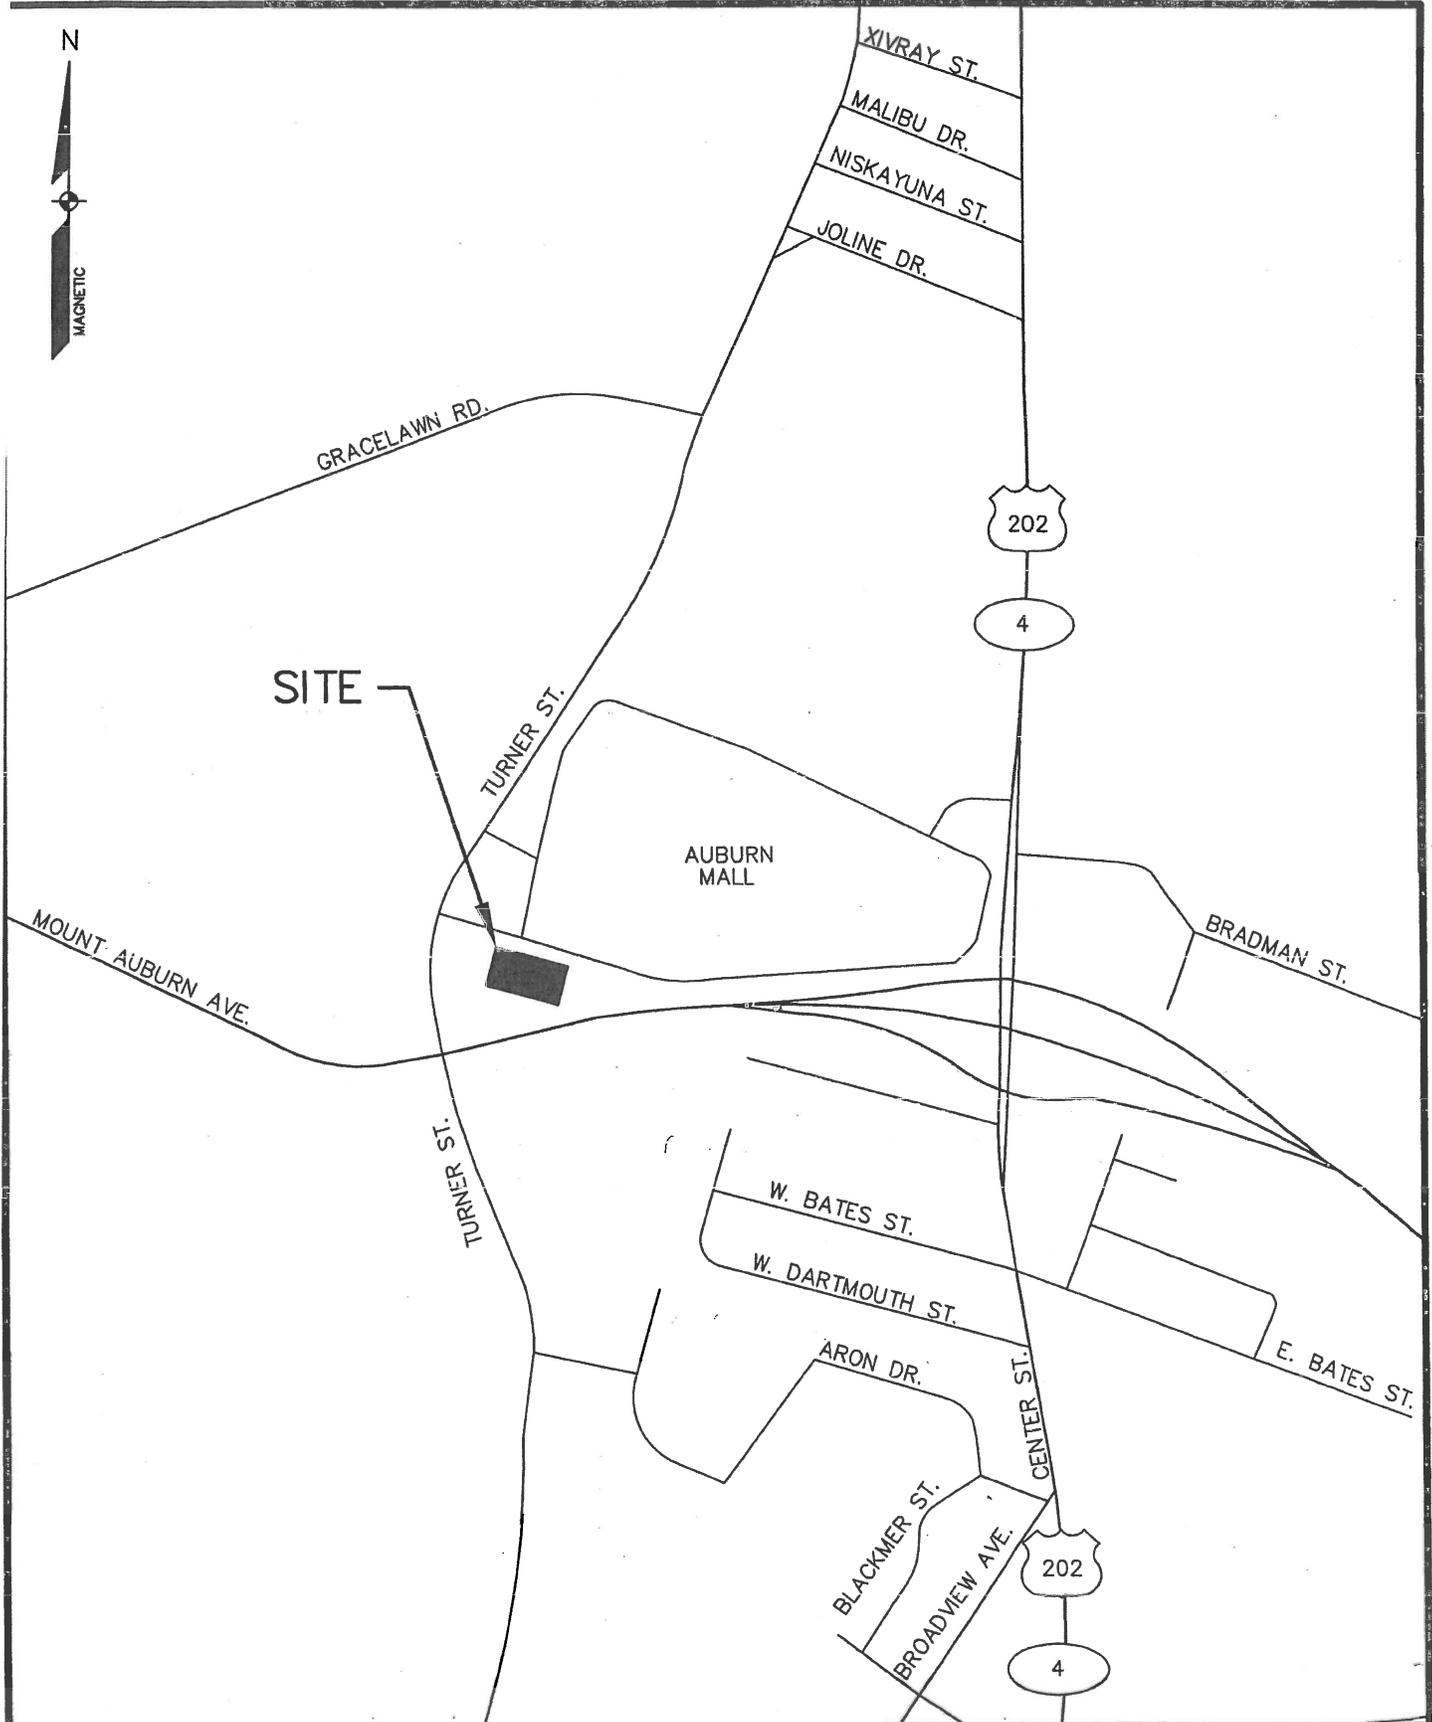 N
XIVRAY ST.
MALIBU DR.
NISKAYUNA ST.
JOLINE DR.
MAGNETIC
GRACELAWN RD.
202
4
SITE
TURNER ST.
AUBURN
MALL
MOUNT AUBURN AVE.
BRADMAN ST.
TURNER ST.
W. BATES ST.
W. DARTMOUTH ST.
ARON DR.
E. BATES ST.
CENTER ST.
BLACKMER ST.
BROADVIEW AVE.
202
4